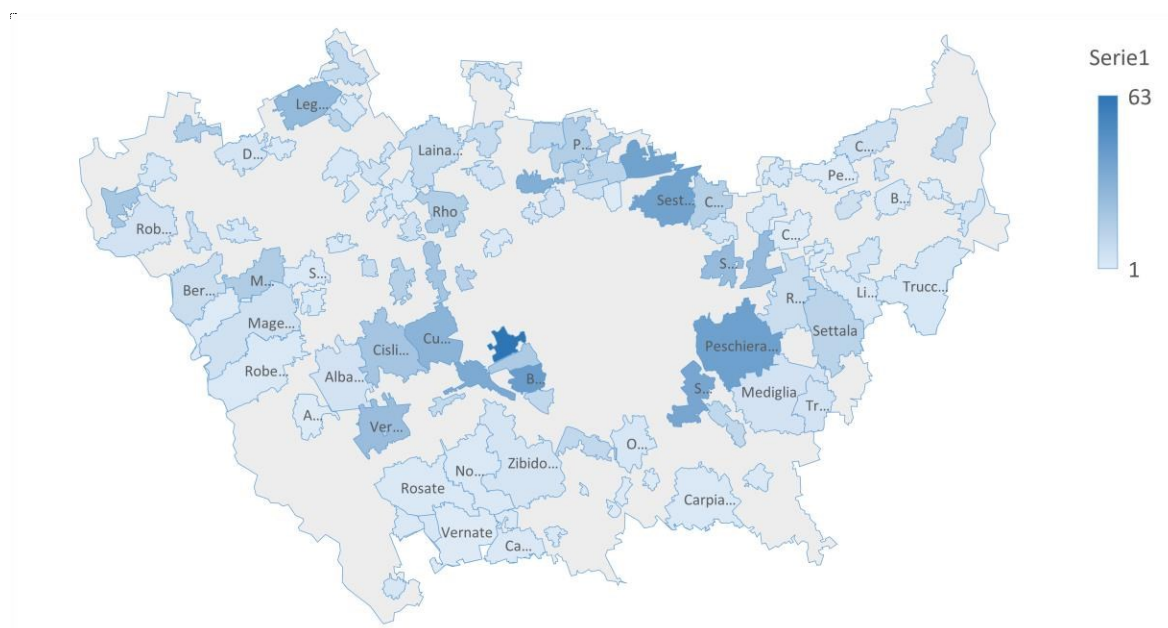 Serie1
63
1
Leg...
D...
Laina...
P...
C...
Pe...
B...
Sest...
C...
Rho
Rob...
C...
S...
M...
S...
Ber...
R...
Li...
Trucc...
Mage...
Settala
Cu...
Cisli...
Peschiera...
Robe...
Alba...
B...
S...
Mediglia
Tr...
A...
Ver...
O...
No...
Zibido...
Rosate
Carpia...
Vernate
Ca...